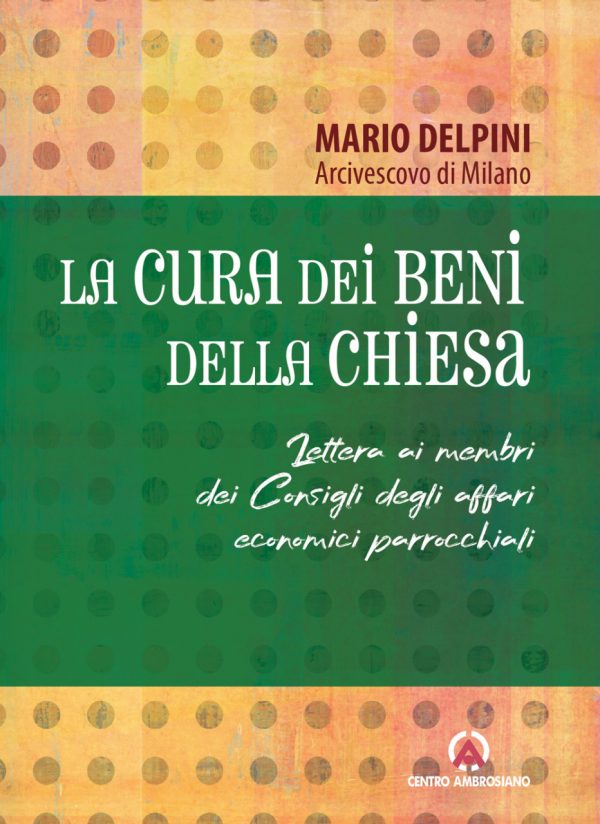 MARIO DELPINI
Arcivescovo di Milano
LA CURA DEI BENI
DELLA CHIESA
Lettera ai membri
dei Consigli degli affari
economici parrocchiali
CENTRO AMBROSIANO